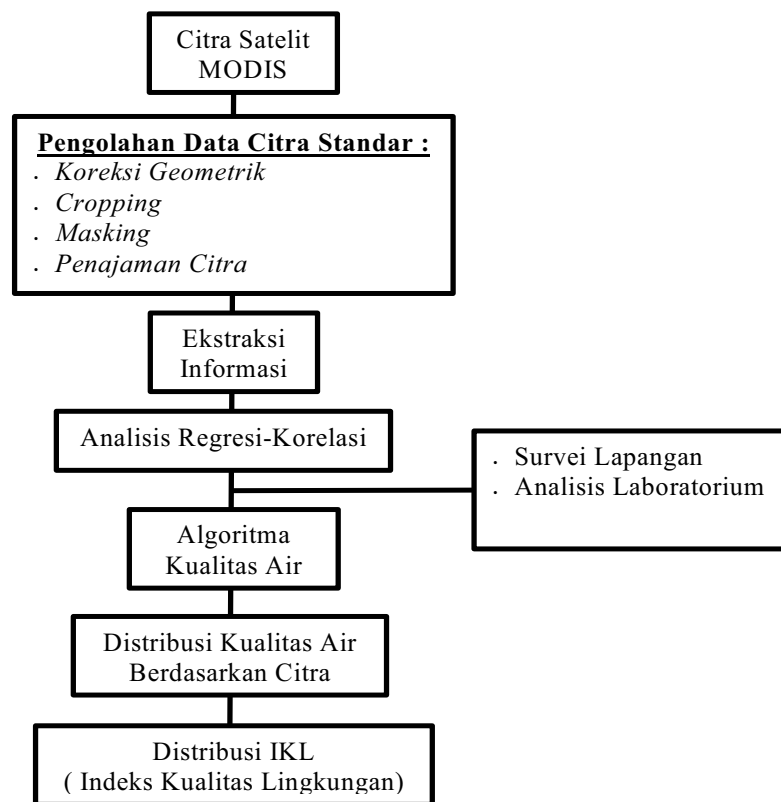 Citra Satelit
MODIS
Pengolahan Data Citra Standar :
. Koreksi Geometrik
. Cropping
. Masking
. Penajaman Citra
Ekstraksi
Informasi
Analisis Regresi-Korelasi
. Survei Lapangan
. Analisis Laboratorium
Algoritma
Kualitas Air
Distribusi Kualitas Air
Berdasarkan Citra
Distribusi IKL
( Indeks Kualitas Lingkungan)